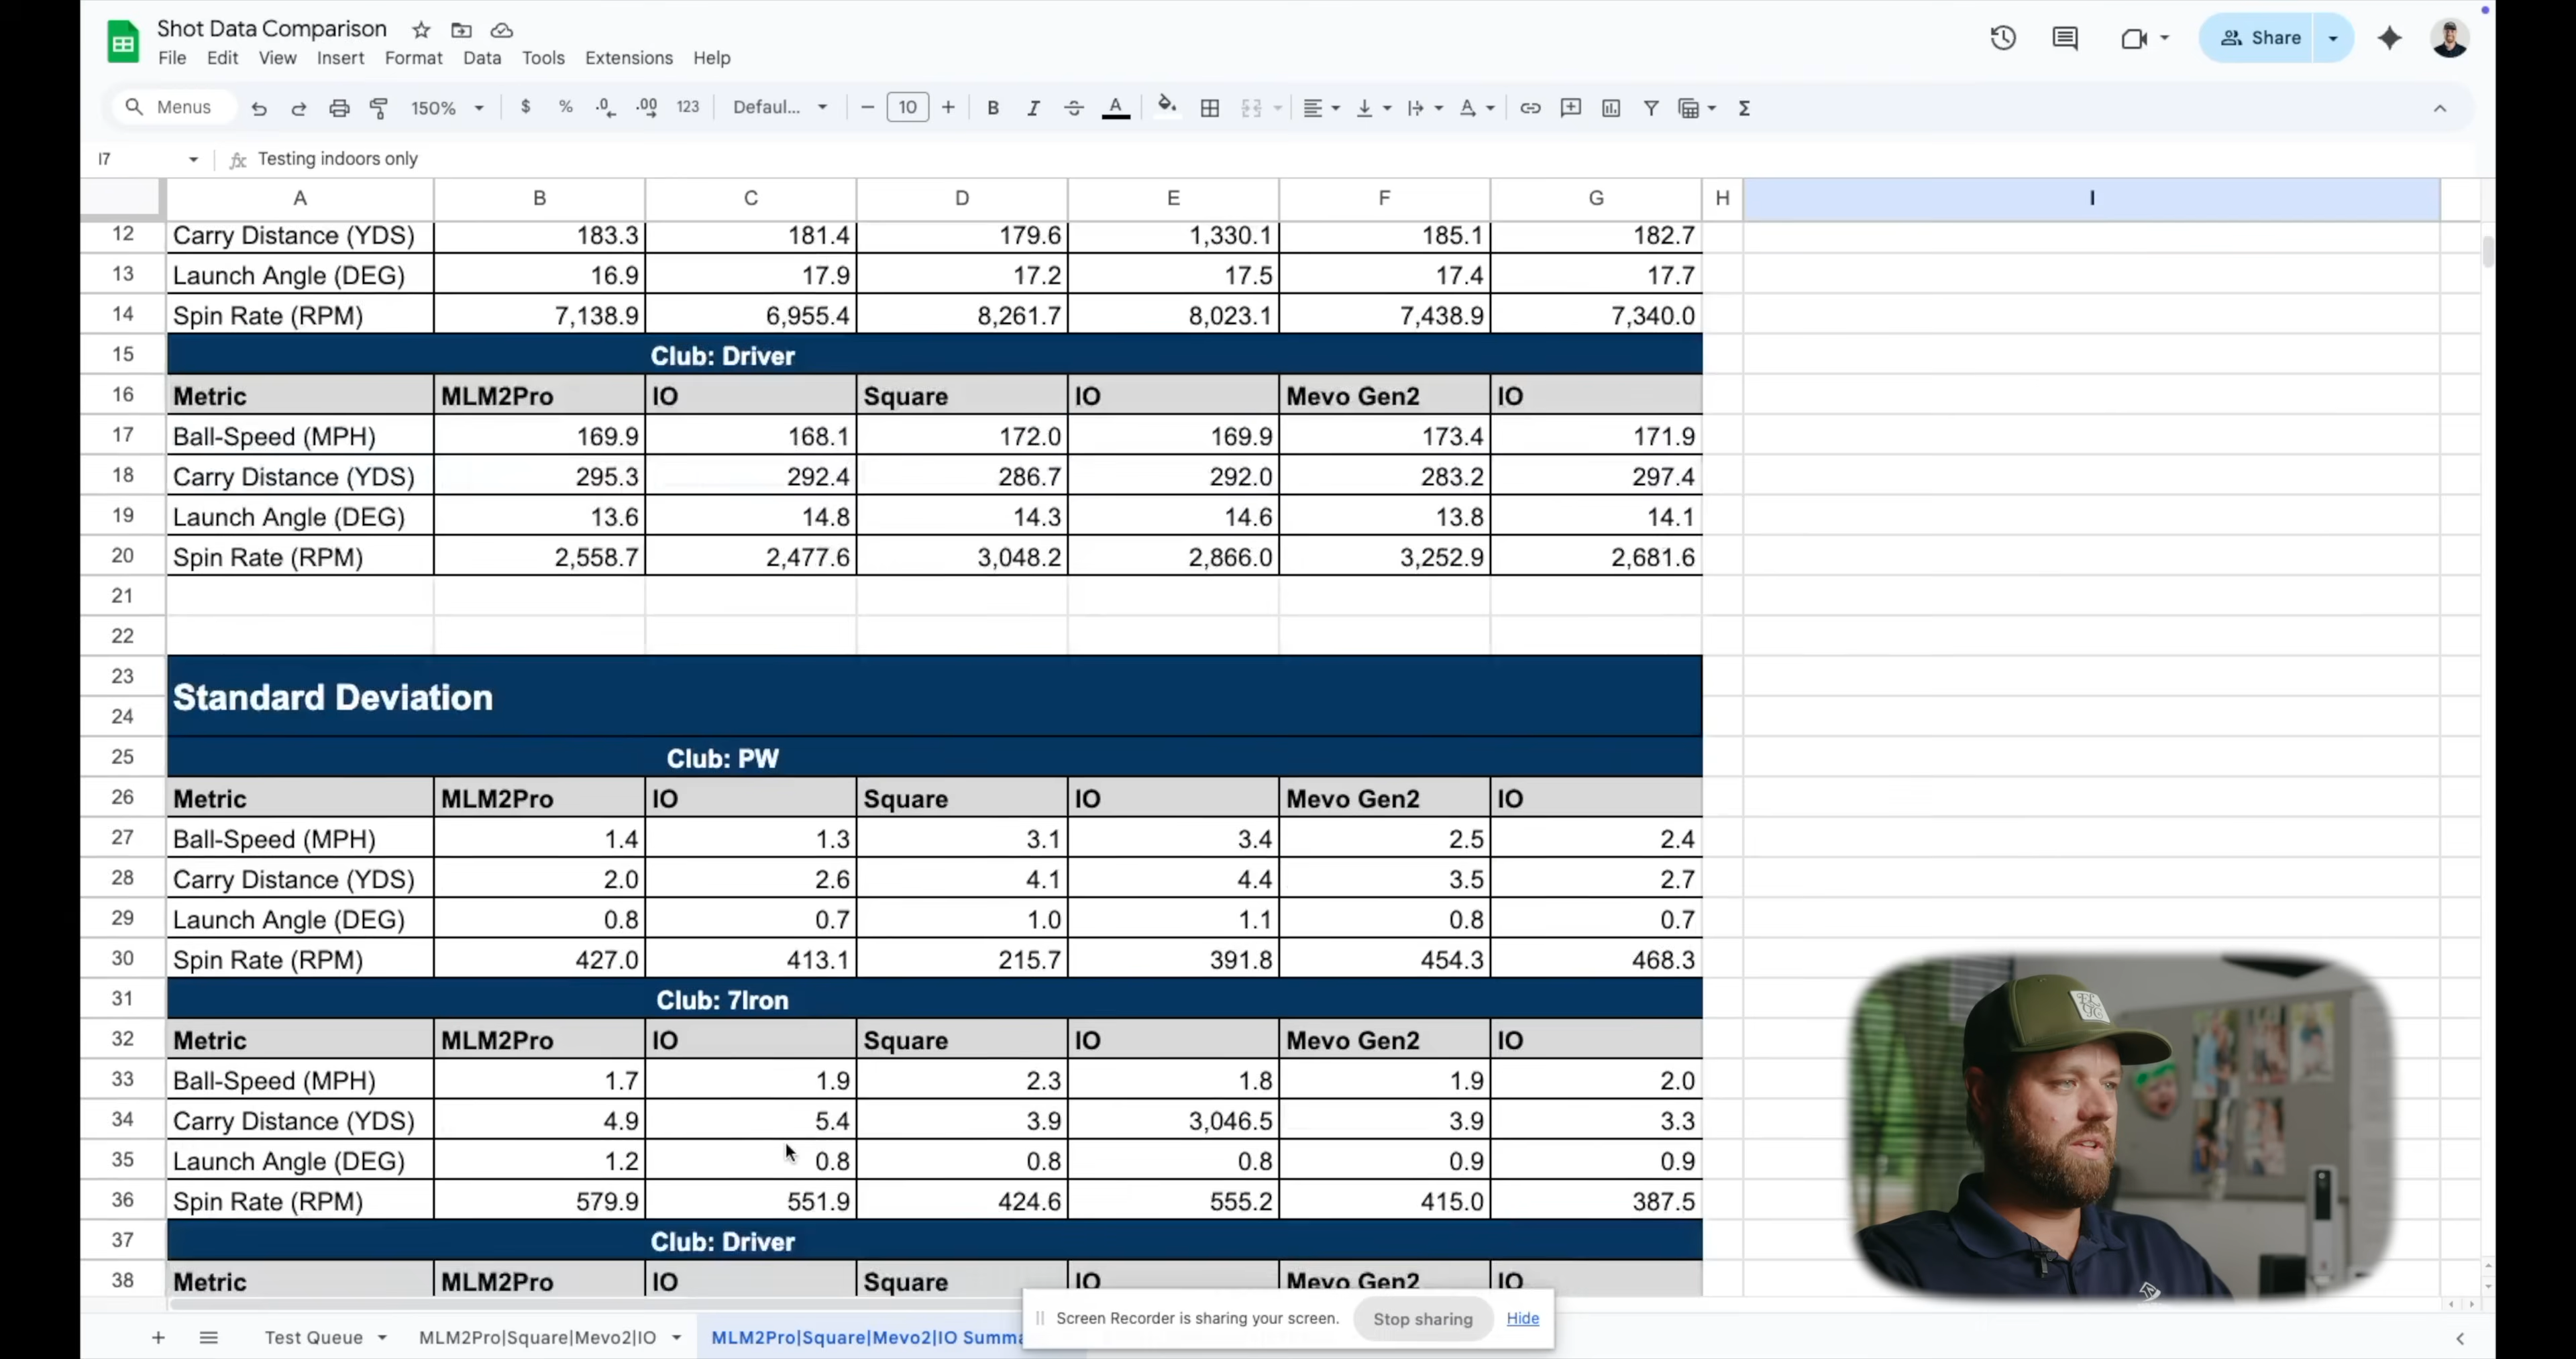 Shot Data Comparison
File Edit View Insert Format Data Tools Extensions Help
Share
Menus 150% $ % .0 .00 123 Defaul... 10 B I A Σ
I7 fx Testing indoors only
A B C D E F G H I
12 Carry Distance (YDS) 183.3 181.4 179.6 1,330.1 185.1 182.7
13 Launch Angle (DEG) 16.9 17.9 17.2 17.5 17.4 17.7
14 Spin Rate (RPM) 7,138.9 6,955.4 8,261.7 8,023.1 7,438.9 7,340.0
15 Club: Driver
16 Metric MLM2Pro IO Square IO Mevo Gen2 IO
17 Ball-Speed (MPH) 169.9 168.1 172.0 169.9 173.4 171.9
18 Carry Distance (YDS) 295.3 292.4 286.7 292.0 283.2 297.4
19 Launch Angle (DEG) 13.6 14.8 14.3 14.6 13.8 14.1
20 Spin Rate (RPM) 2,558.7 2,477.6 3,048.2 2,866.0 3,252.9 2,681.6
21
22
23
Standard Deviation
24
25 Club: PW
26 Metric MLM2Pro IO Square IO Mevo Gen2 IO
27 Ball-Speed (MPH) 1.4 1.3 3.1 3.4 2.5 2.4
28 Carry Distance (YDS) 2.0 2.6 4.1 4.4 3.5 2.7
29 Launch Angle (DEG) 0.8 0.7 1.0 1.1 0.8 0.7
30 Spin Rate (RPM) 427.0 413.1 215.7 391.8 454.3 468.3
31 Club: 7Iron
32 Metric MLM2Pro IO Square IO Mevo Gen2 IO
33 Ball-Speed (MPH) 1.7 1.9 2.3 1.8 1.9 2.0
34 Carry Distance (YDS) 4.9 5.4 3.9 3,046.5 3.9 3.3
35 Launch Angle (DEG) 1.2 0.8 0.8 0.8 0.9 0.9
36 Spin Rate (RPM) 579.9 551.9 424.6 555.2 415.0 387.5
37 Club: Driver
38 Metric MLM2Pro IO Square IO Mevo Gen2 IO
Screen Recorder is sharing your screen. Stop sharing Hide
Test Queue MLM2Pro|Square|Mevo2|IO MLM2Pro|Square|Mevo2|IO Summa